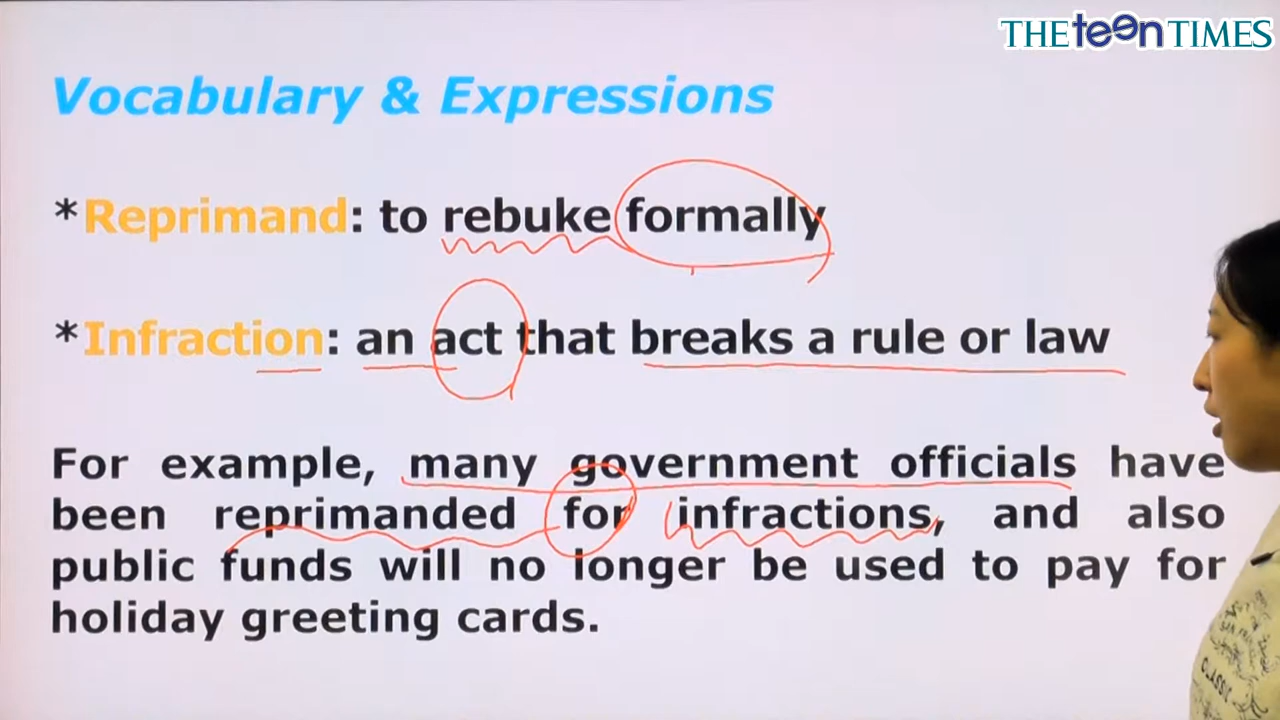 THE teen TIMES
Vocabulary & Expressions
*Reprimand: to rebuke formally
*Infraction: an act that breaks a rule or law
For example, many government officials have
been reprimanded for infractions, and also
public funds will no longer be used to pay for
holiday greeting cards.
CLASSIC